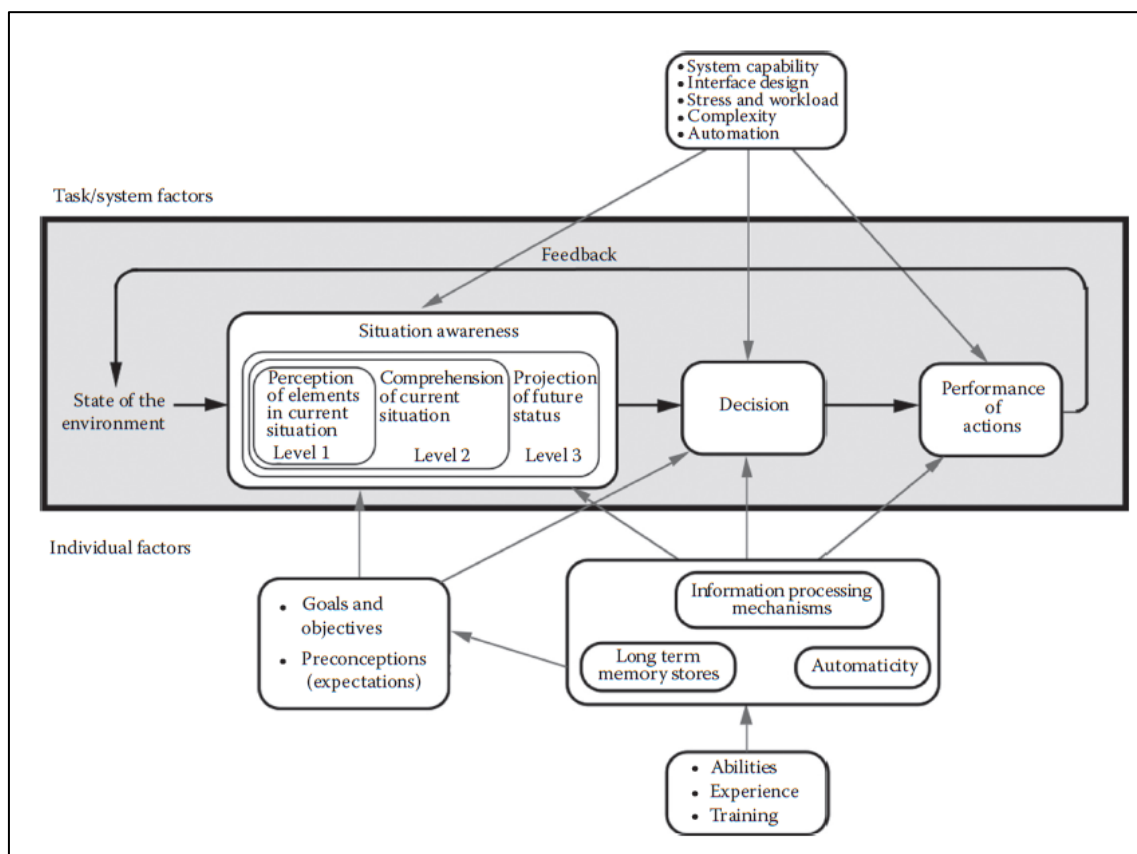 • System capability
• Interface design
• Stress and workload
• Complexity
• Automation
Task/system factors
Feedback
Situation awareness
Perception
of elements
in current
situation
Level 1
Comprehension
of current
situation
Level 2
Projection
of future
status
Level 3
State of the
environment
Decision
Performance
of
actions
Individual factors
• Goals and
objectives
• Preconceptions
(expectations)
Information processing
mechanisms
Long term
memory stores
Automaticity
• Abilities
• Experience
• Training